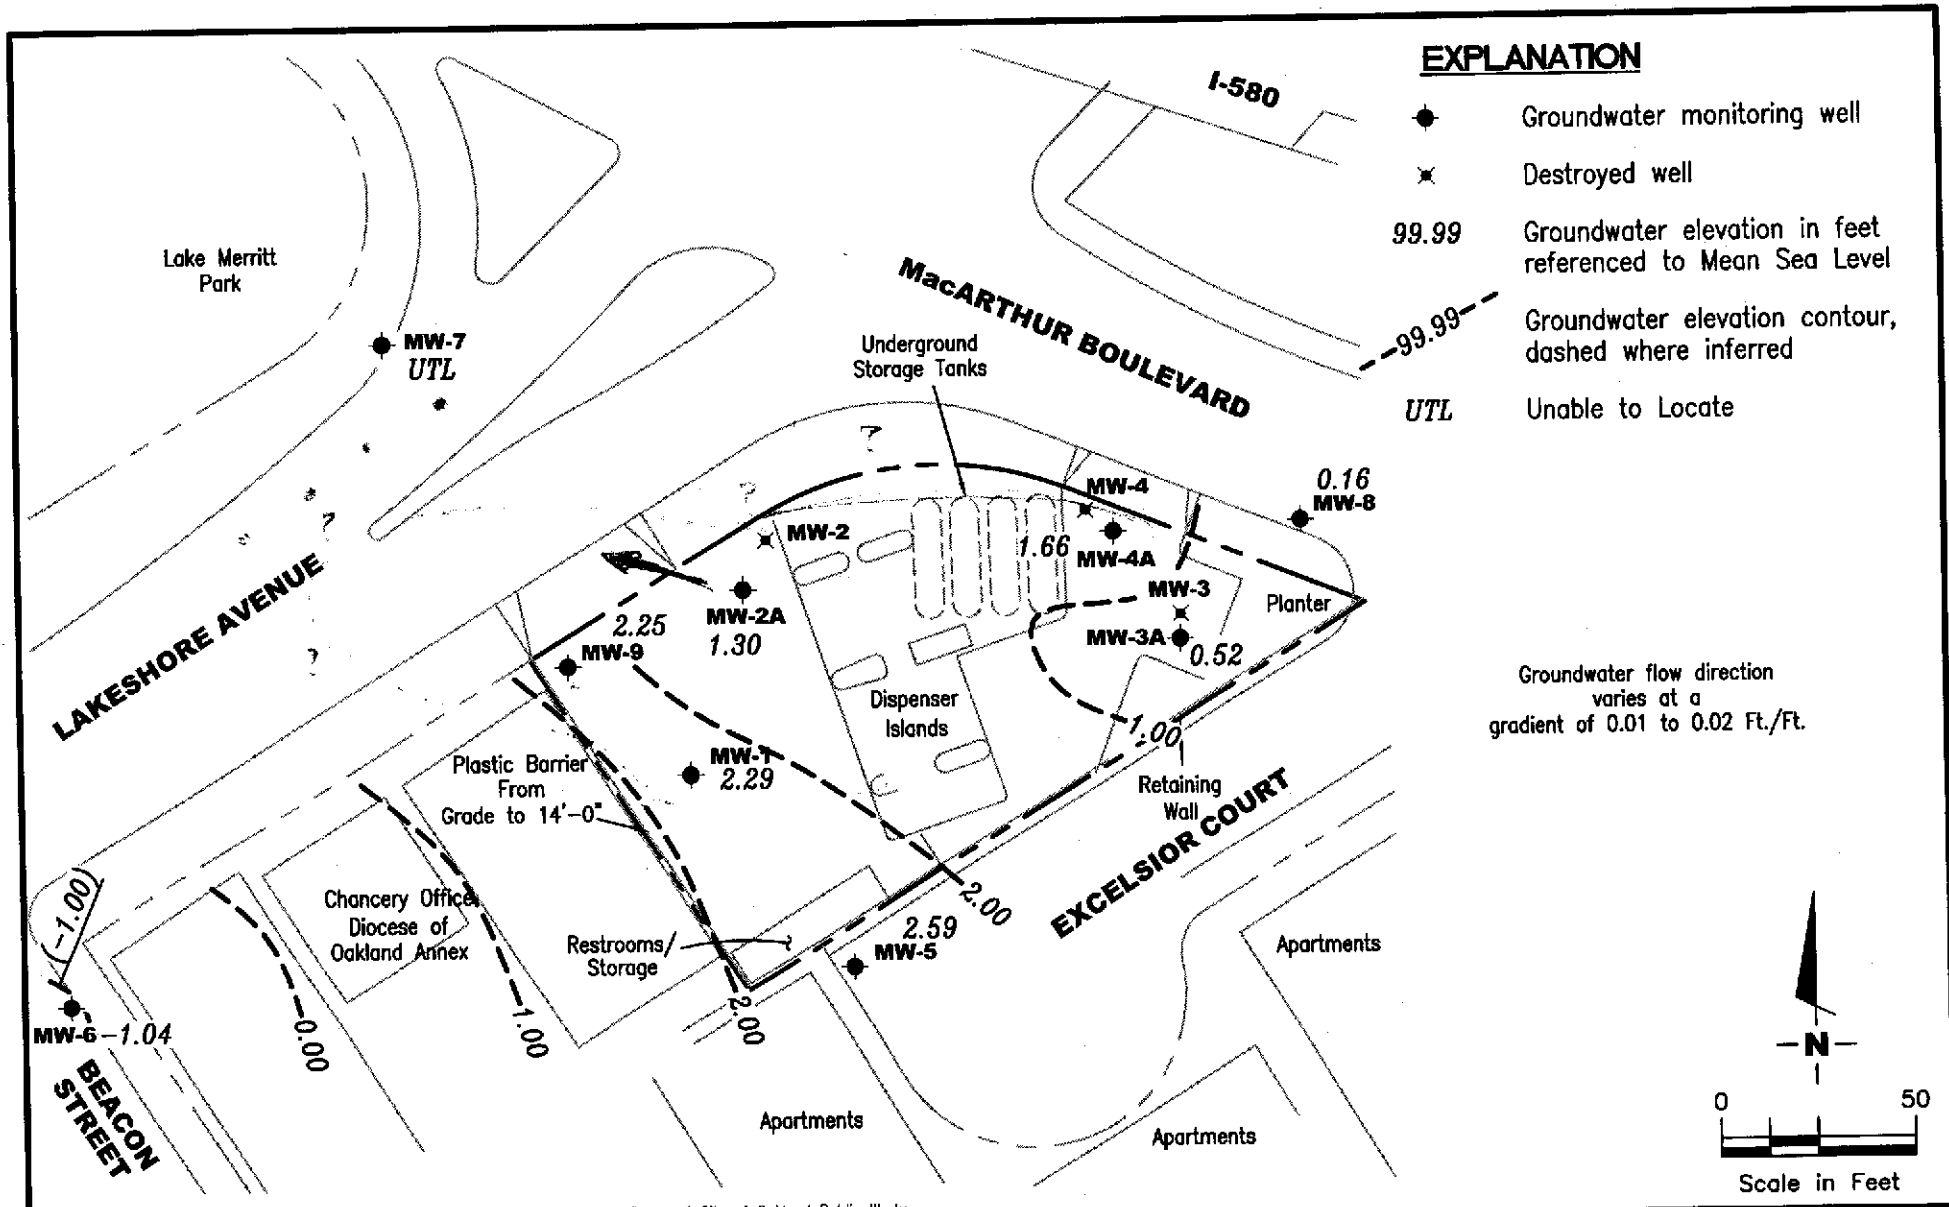 EXPLANATION
Groundwater monitoring well
Destroyed well
99.99
Groundwater elevation in feet
referenced to Mean Sea Level
99.99
Groundwater elevation contour,
dashed where inferred
UTL
Unable to Locate
I-580
Lake Merritt
Park
MW-7
UTL
MacARTHUR BOULEVARD
Underground
Storage Tanks
?
?
?
?
LAKESHORE AVENUE
MW-4
0.16
MW-8
MW-2
1.66
MW-4A
MW-3
Planter
MW-2A
1.30
2.25
MW-9
MW-3A
0.52
Dispenser
Islands
1.00
Groundwater flow direction
varies at a
gradient of 0.01 to 0.02 Ft./Ft.
Plastic Barrier
From
Grade to 14'-0"
MW-1
2.29
Retaining
Wall
EXCELSIOR COURT
(-1.00)
Chancery Office
Diocese of
Oakland Annex
Restrooms/
Storage
2.00
2.59
MW-5
Apartments
MW-6
-1.04
0.00
1.00
2.00
BEACON
STREET
Apartments
Apartments
N
0
50
Scale in Feet